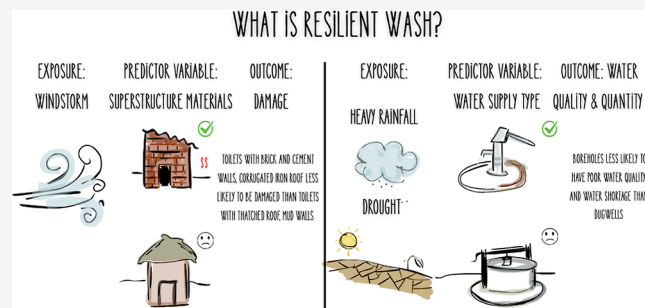 WHAT IS RESILIENT WASH?
EXPOSURE:
WINDSTORM
PREDICTOR VARIABLE:
SUPERSTRUCTURE MATERIALS
OUTCOME:
DAMAGE
$$
TOILETS WITH BRICK AND CEMENT
WALLS, CORRUGATED IRON ROOF LESS
LIKELY TO BE DAMAGED THAN TOILETS
WITH THATCHED ROOF, MUD WALLS
EXPOSURE:
HEAVY RAINFALL
DROUGHT
PREDICTOR VARIABLE:
WATER SUPPLY TYPE
OUTCOME: WATER
QUALITY & QUANTITY
BOREHOLES LESS LIKELY TO
HAVE POOR WATER QUALITY
AND WATER SHORTAGE THAN
DUGWELLS